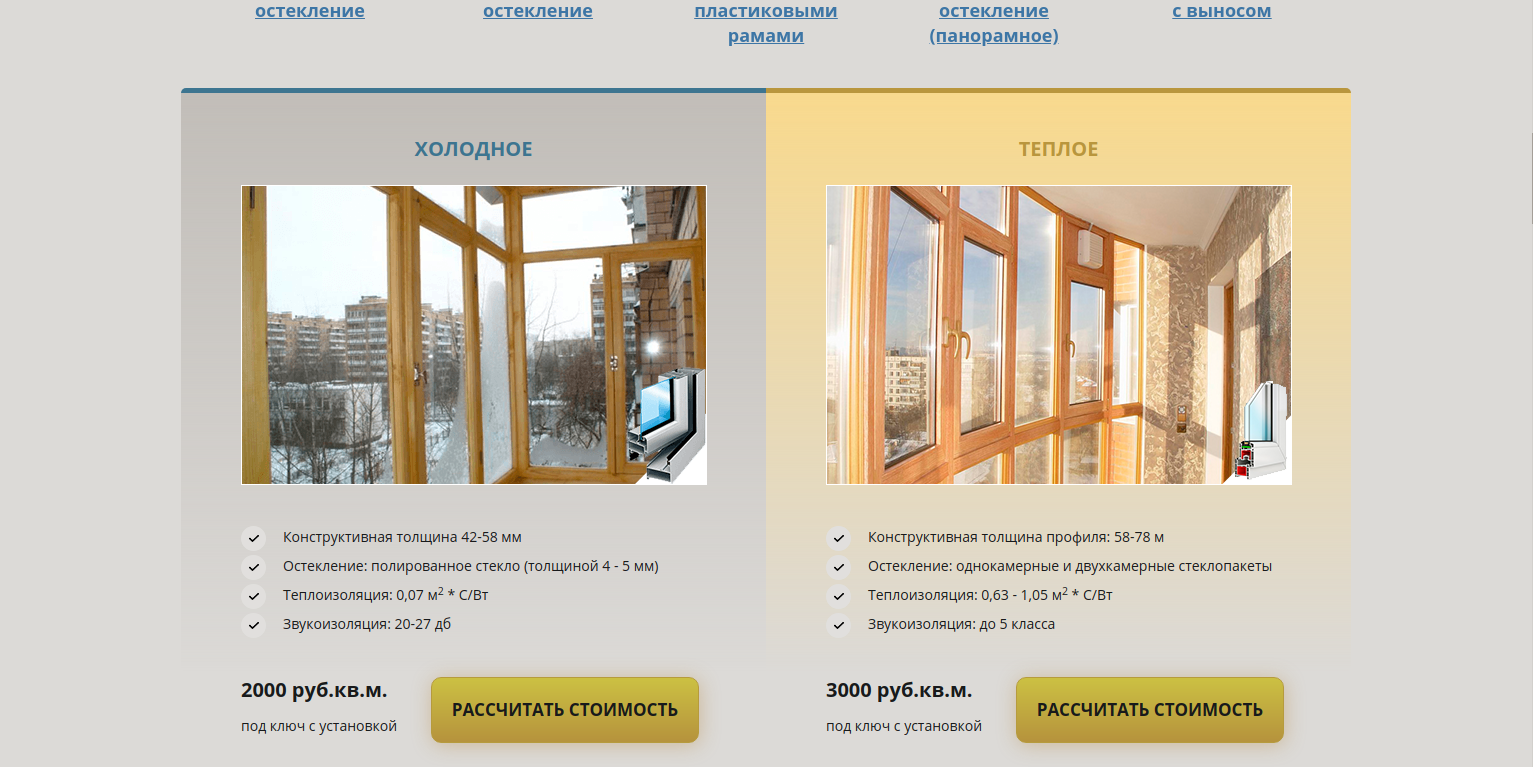 остекление
остекление
пластиковыми
рамами
остекление
(панорамное)
с выносом
ХОЛОДНОЕ
Конструктивная толщина 42-58 мм
Остекление: полированное стекло (толщиной 4 - 5 мм)
Теплоизоляция: 0,07 м² * С/Вт
Звукоизоляция: 20-27 дб
2000 руб.кв.м.
под ключ с установкой
РАССЧИТАТЬ СТОИМОСТЬ
ТЕПЛОЕ
Конструктивная толщина профиля: 58-78 м
Остекление: однокамерные и двухкамерные стеклопакеты
Теплоизоляция: 0,63 - 1,05 м² * С/Вт
Звукоизоляция: до 5 класса
3000 руб.кв.м.
под ключ с установкой
РАССЧИТАТЬ СТОИМОСТЬ